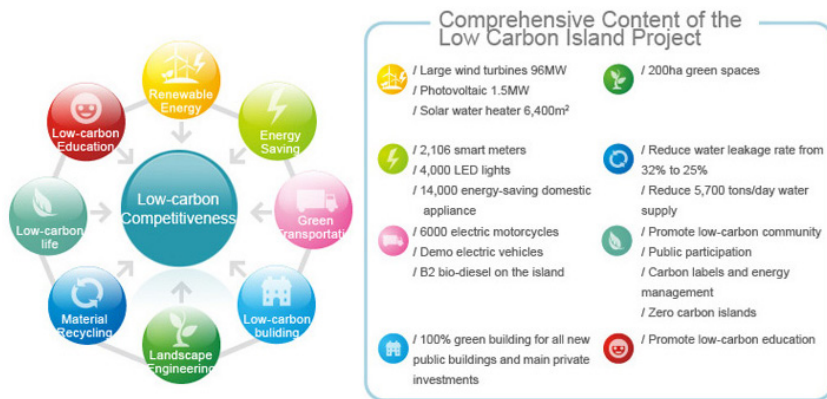 Renewable
Energy
Energy
Saving
Green
Transportati
Low-carbon
buliding
Landscape
Engineering
Material
Recycling
Low-carbon
life
Low-carbon
Education
Low-carbon
Competitiveness
Comprehensive Content of the
Low Carbon Island Project
/ Large wind turbines 96MW
/ Photovoltaic 1.5MW
/ Solar water heater 6,400m²
/ 200ha green spaces
/ 2,106 smart meters
/ 4,000 LED lights
/ 14,000 energy-saving domestic
appliance
/ Reduce water leakage rate from
32% to 25%
/ Reduce 5,700 tons/day water
supply
/ 6000 electric motorcycles
/ Demo electric vehicles
/ B2 bio-diesel on the island
/ Promote low-carbon community
/ Public participation
/ Carbon labels and energy
management
/ Zero carbon islands
/ 100% green building for all new
public buildings and main private
investments
/ Promote low-carbon education